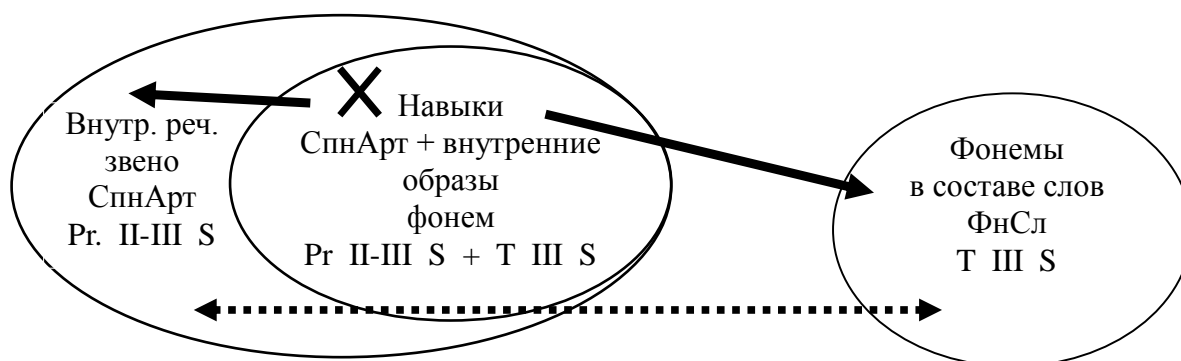 Внутр. реч.
звено
СпнАрт
Pr. II-III S
Навыки
СпнАрт + внутренние
образы
фонем
Pr II-III S + T III S
Фонемы
в составе слов
ФнСл
T III S